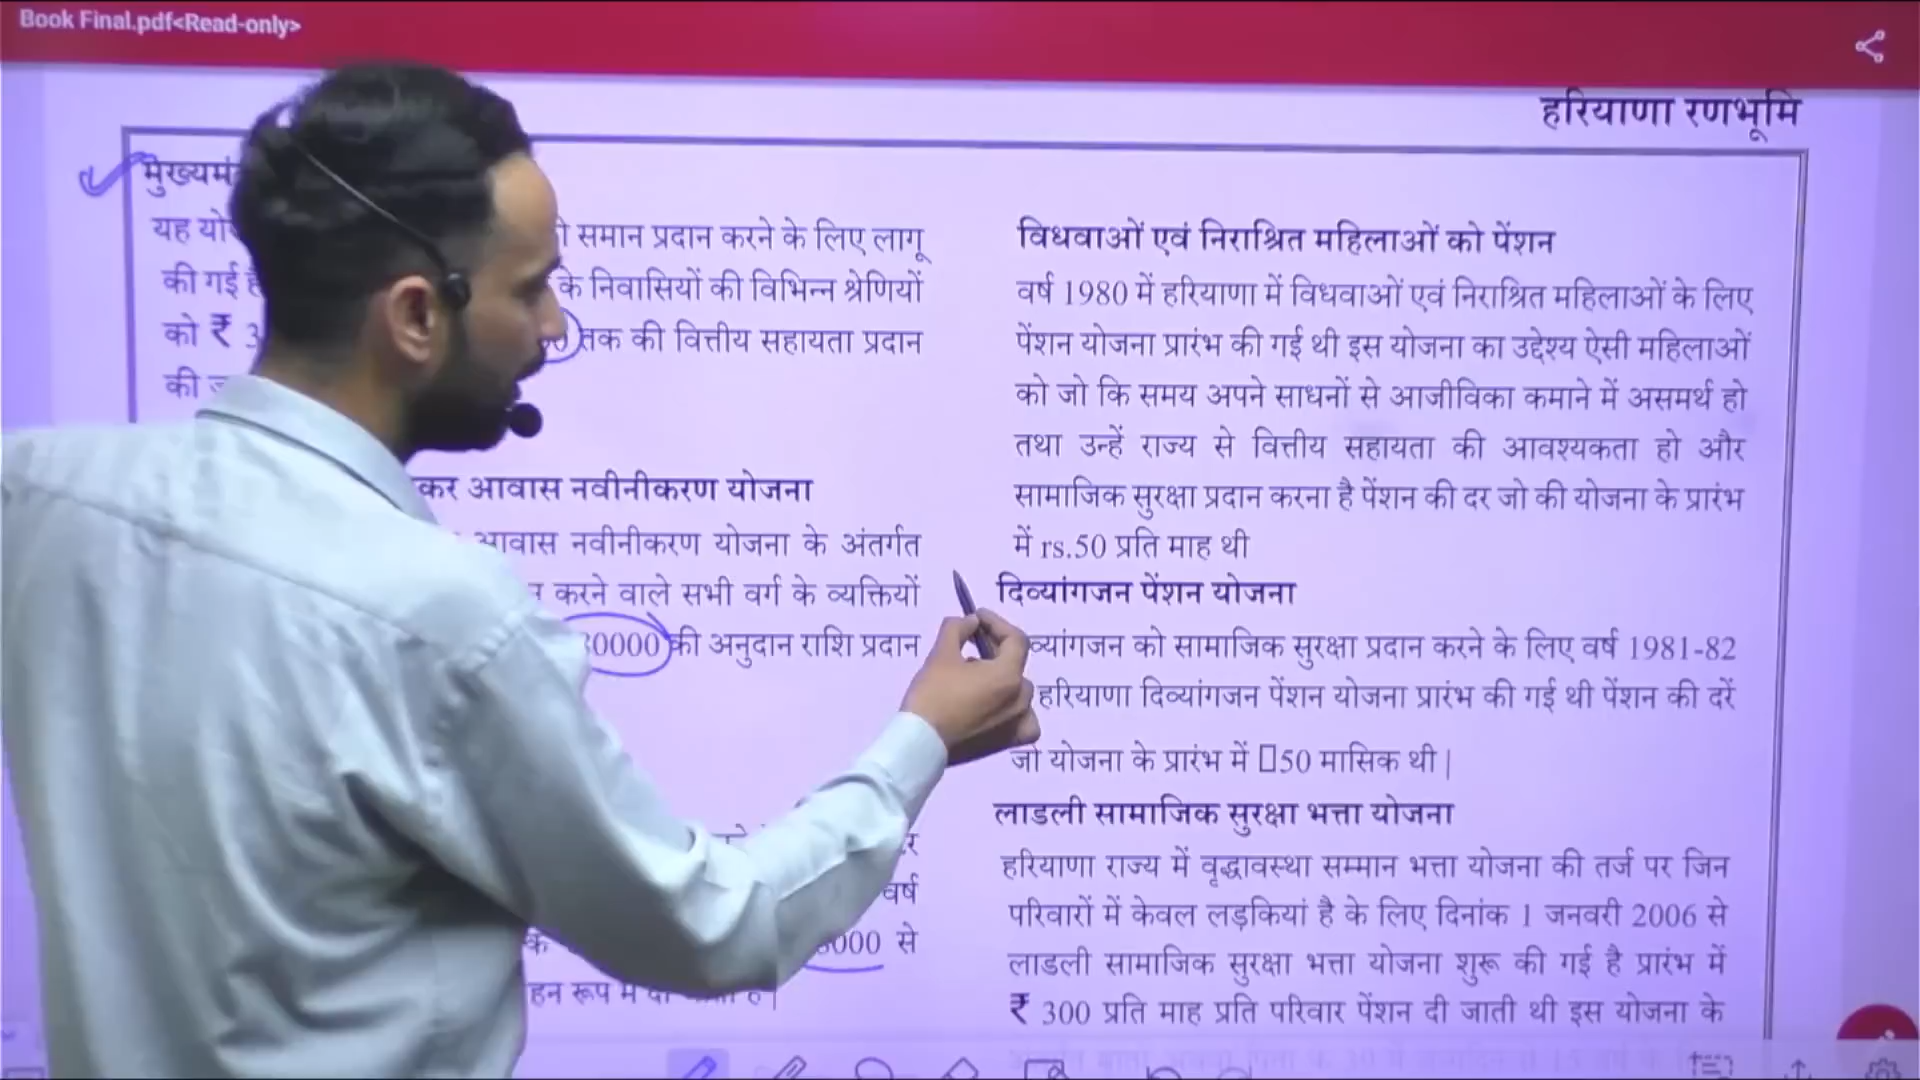 Book Final.pdf<Read-only>
हरियाणा रणभूमि
मुख्यमं
यह यो समान प्रदान करने के लिए लागू
की गई है के निवासियों की विभिन्न श्रेणियों
को ₹ 3 तक की वित्तीय सहायता प्रदान
की
कर आवास नवीनीकरण योजना
आवास नवीनीकरण योजना के अंतर्गत
करने वाले सभी वर्ग के व्यक्तियों
0000 की अनुदान राशि प्रदान
वर्ष
000 से
हन रूप में
विधवाओं एवं निराश्रित महिलाओं को पेंशन
वर्ष 1980 में हरियाणा में विधवाओं एवं निराश्रित महिलाओं के लिए
पेंशन योजना प्रारंभ की गई थी इस योजना का उद्देश्य ऐसी महिलाओं
को जो कि समय अपने साधनों से आजीविका कमाने में असमर्थ हो
तथा उन्हें राज्य से वित्तीय सहायता की आवश्यकता हो और
सामाजिक सुरक्षा प्रदान करना है पेंशन की दर जो की योजना के प्रारंभ
में rs.50 प्रति माह थी
दिव्यांगजन पेंशन योजना
व्यांगजन को सामाजिक सुरक्षा प्रदान करने के लिए वर्ष 1981-82
हरियाणा दिव्यांगजन पेंशन योजना प्रारंभ की गई थी पेंशन की दरें
जो योजना के प्रारंभ में 50 मासिक थी |
लाडली सामाजिक सुरक्षा भत्ता योजना
हरियाणा राज्य में वृद्धावस्था सम्मान भत्ता योजना की तर्ज पर जिन
परिवारों में केवल लड़कियां है के लिए दिनांक 1 जनवरी 2006 से
लाडली सामाजिक सुरक्षा भत्ता योजना शुरू की गई है प्रारंभ में
₹ 300 प्रति माह प्रति परिवार पेंशन दी जाती थी इस योजना के